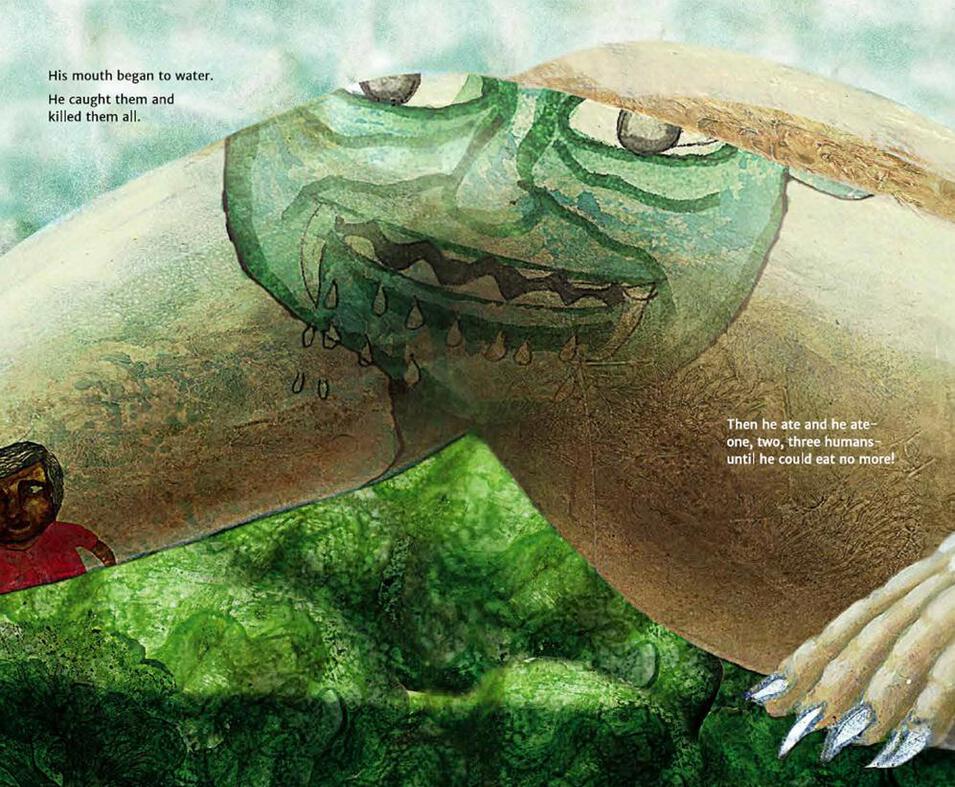 His mouth began to water.
He caught them and
killed them all.
Then he ate and he ate–
one, two, three humans–
until he could eat no more!